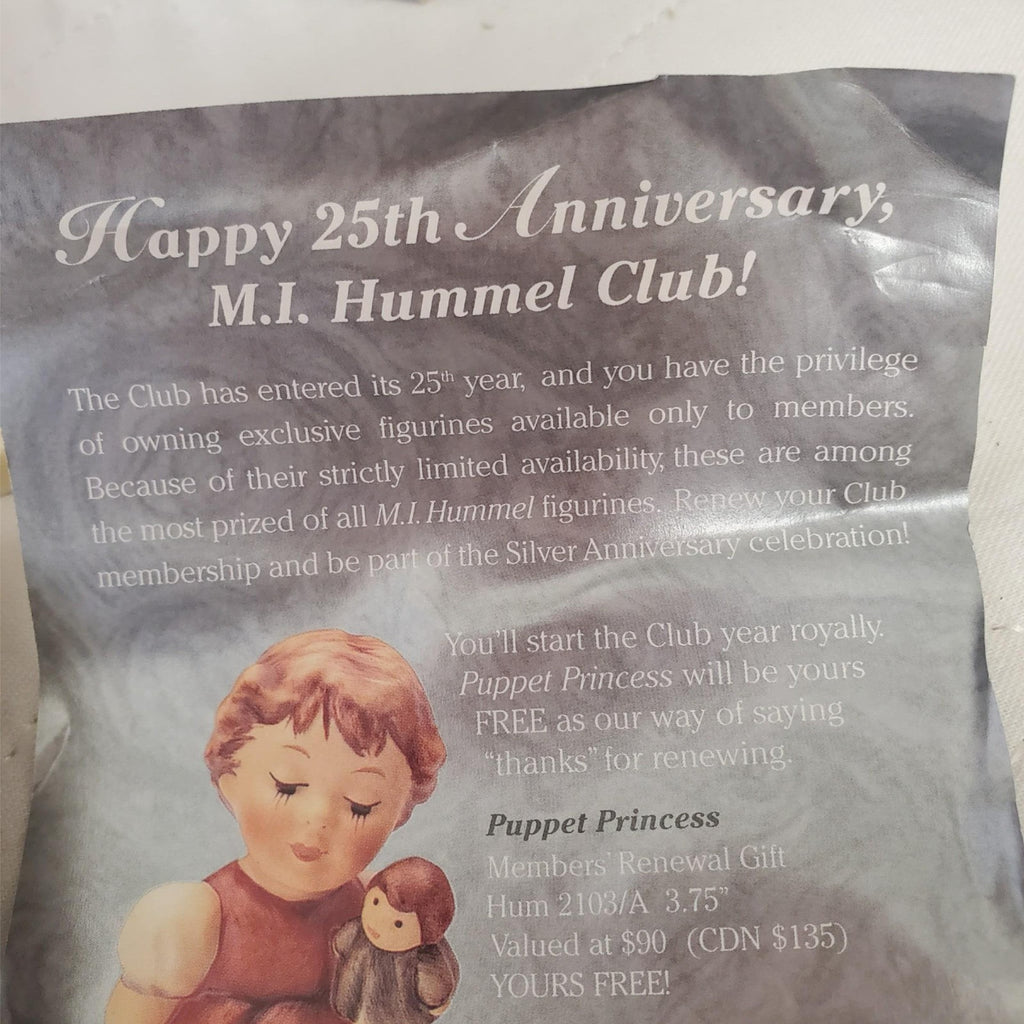 Happy 25th Anniversary,
M.I. Hummel Club!
The Club has entered its 25th year, and you have the privilege
of owning exclusive figurines available only to members.
Because of their strictly limited availability, these are among
the most prized of all M.I. Hummel figurines. Renew your Club
membership and be part of the Silver Anniversary celebration!
You'll start the Club year royally.
Puppet Princess will be yours
FREE as our way of saying
"thanks" for renewing.
Puppet Princess
Members' Renewal Gift
Hum 2103/A 3.75"
Valued at $90 (CDN $135)
YOURS FREE!